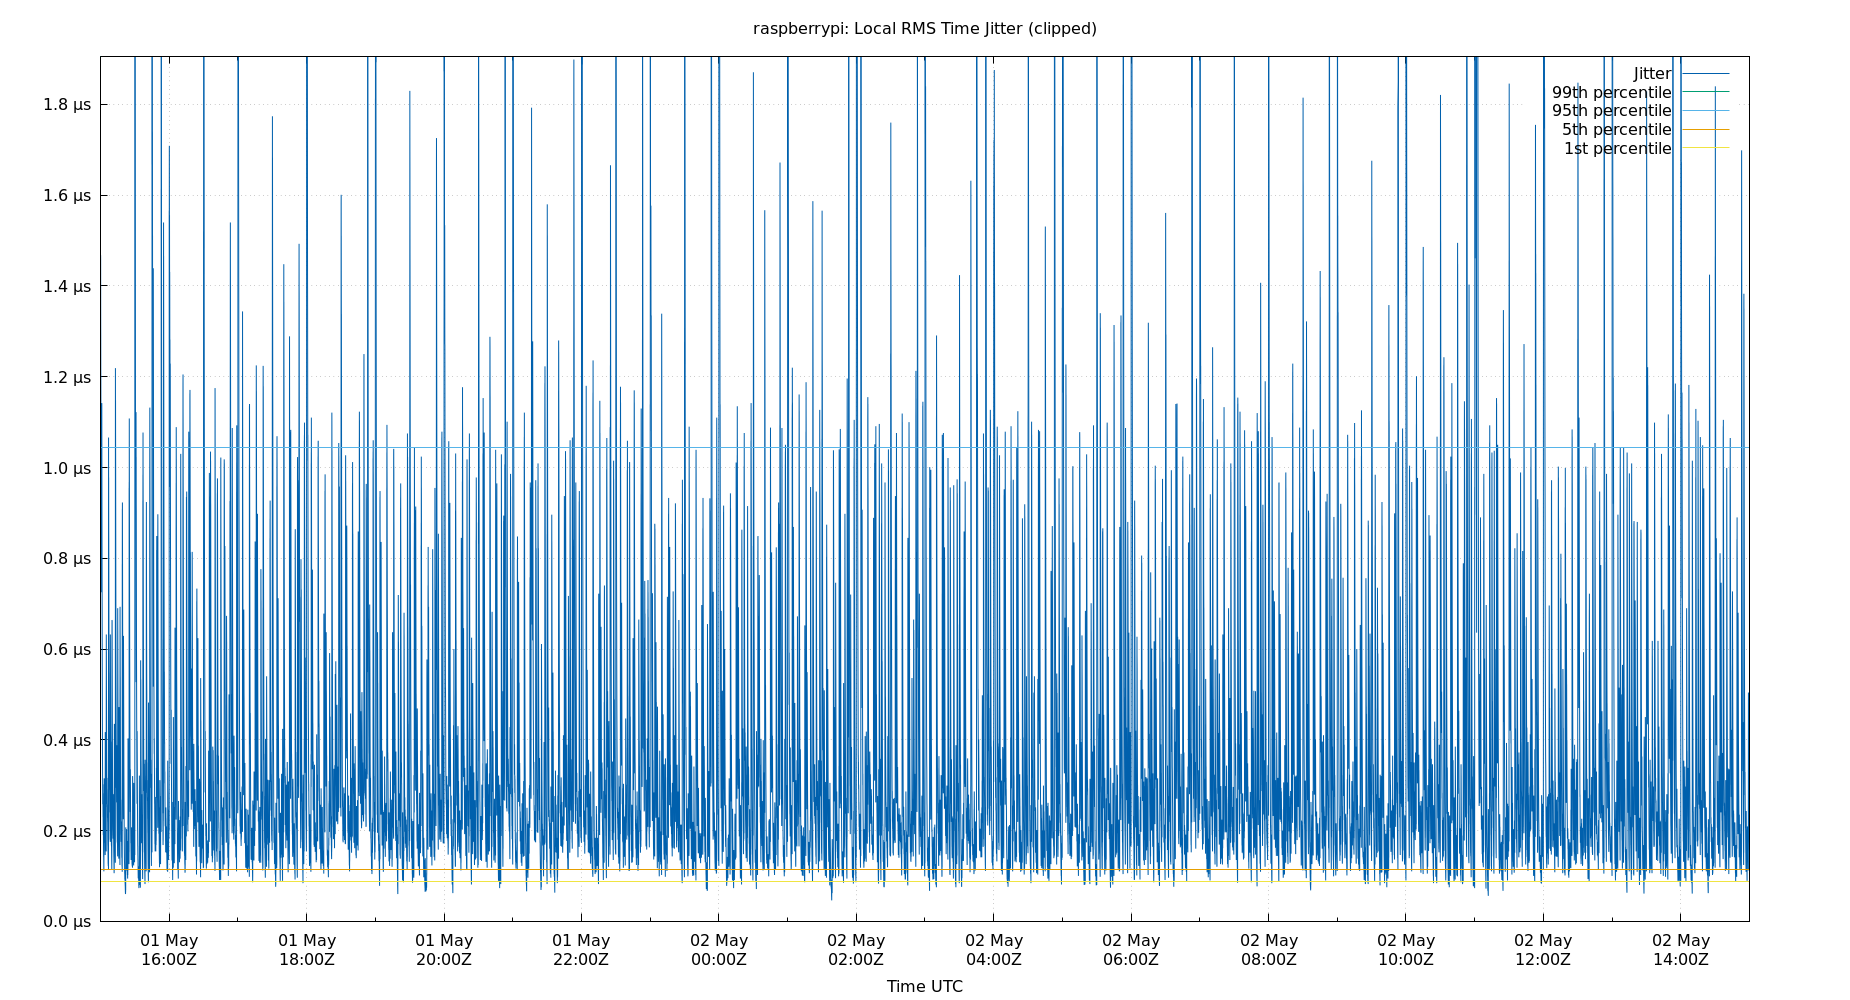 raspberrypi: Local RMS Time Jitter (clipped)
Jitter
99th percentile
95th percentile
5th percentile
1st percentile
1.8 µs
1.6 µs
1.4 µs
1.2 µs
1.0 µs
0.8 µs
0.6 µs
0.4 µs
0.2 µs
0.0 µs
01 May 01 May 01 May 01 May 02 May 02 May 02 May 02 May 02 May 02 May 02 May 02 May
16:00Z 18:00Z 20:00Z 22:00Z 00:00Z 02:00Z 04:00Z 06:00Z 08:00Z 10:00Z 12:00Z 14:00Z
Time UTC